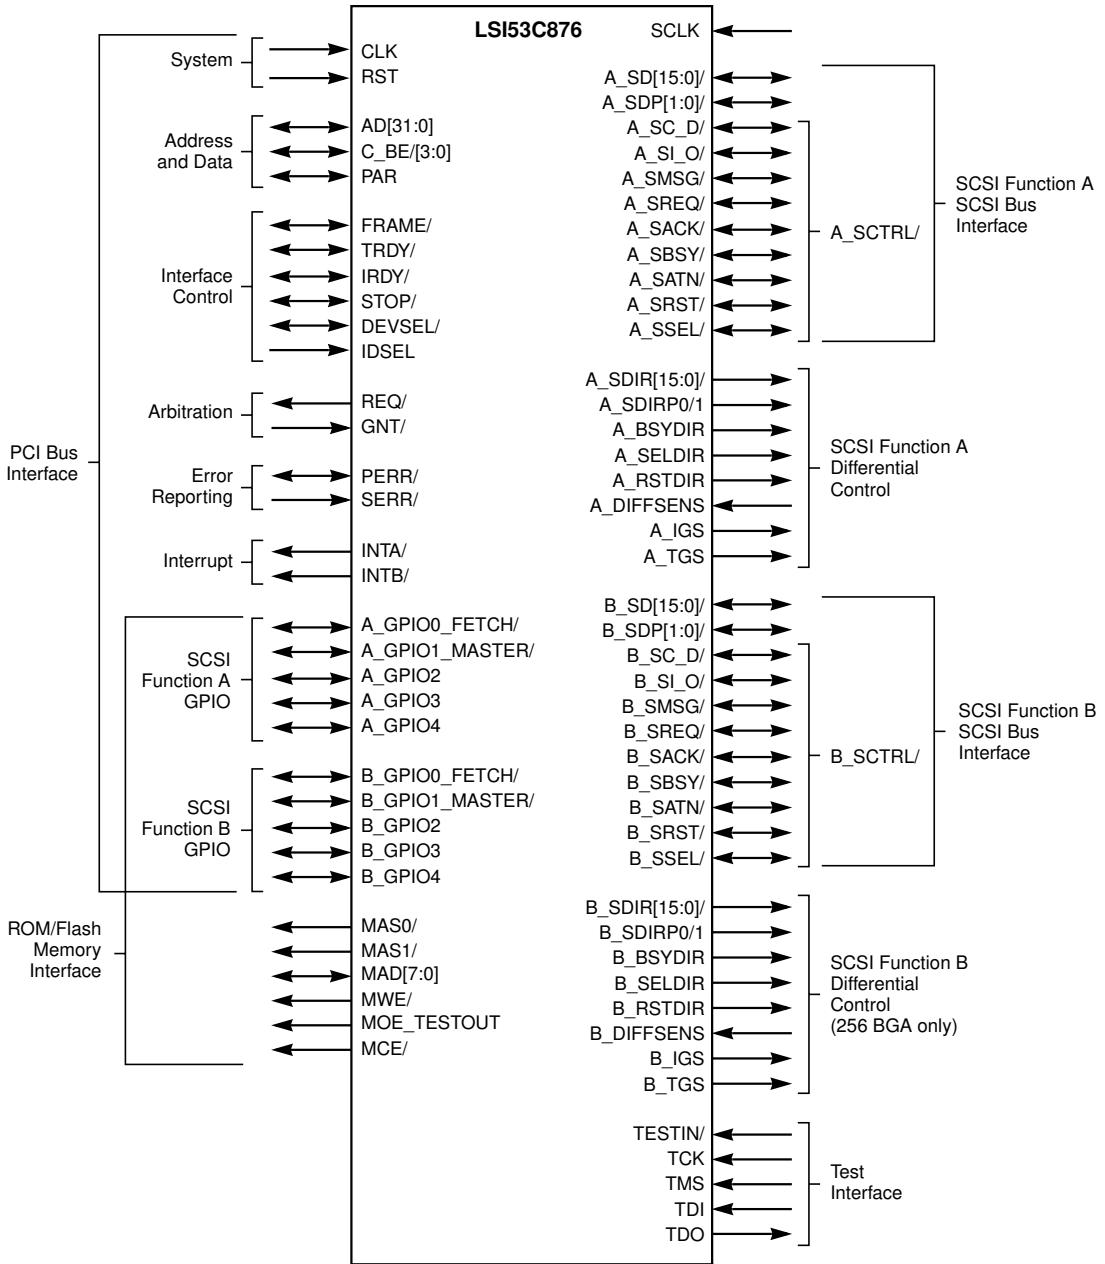 LSI53C876
System
CLK
RST
Address
and Data
AD[31:0]
C_BE/[3:0]
PAR
Interface
Control
FRAME/
TRDY/
IRDY/
STOP/
DEVSEL/
IDSEL
Arbitration
REQ/
GNT/
PCI Bus
Interface
Error
Reporting
PERR/
SERR/
Interrupt
INTA/
INTB/
SCSI
Function A
GPIO
A_GPIO0_FETCH/
A_GPIO1_MASTER/
A_GPIO2
A_GPIO3
A_GPIO4
SCSI
Function B
GPIO
B_GPIO0_FETCH/
B_GPIO1_MASTER/
B_GPIO2
B_GPIO3
B_GPIO4
ROM/Flash
Memory
Interface
MAS0/
MAS1/
MAD[7:0]
MWE/
MOE_TESTOUT
MCE/
SCLK
A_SD[15:0]/
A_SDP[1:0]/
A_SC_D/
A_SI_O/
A_SMSG/
A_SREQ/
A_SACK/
A_SBSY/
A_SATN/
A_SRST/
A_SSEL/
A_SCTRL/
SCSI Function A
SCSI Bus
Interface
A_SDIR[15:0]/
A_SDIRP0/1
A_BSYDIR
A_SELDIR
A_RSTDIR
A_DIFFSENS
A_IGS
A_TGS
SCSI Function A
Differential
Control
B_SD[15:0]/
B_SDP[1:0]/
B_SC_D/
B_SI_O/
B_SMSG/
B_SREQ/
B_SACK/
B_SBSY/
B_SATN/
B_SRST/
B_SSEL/
B_SCTRL/
SCSI Function B
SCSI Bus
Interface
B_SDIR[15:0]/
B_SDIRP0/1
B_BSYDIR
B_SELDIR
B_RSTDIR
B_DIFFSENS
B_IGS
B_TGS
SCSI Function B
Differential
Control
(256 BGA only)
TESTIN/
TCK
TMS
TDI
TDO
Test
Interface